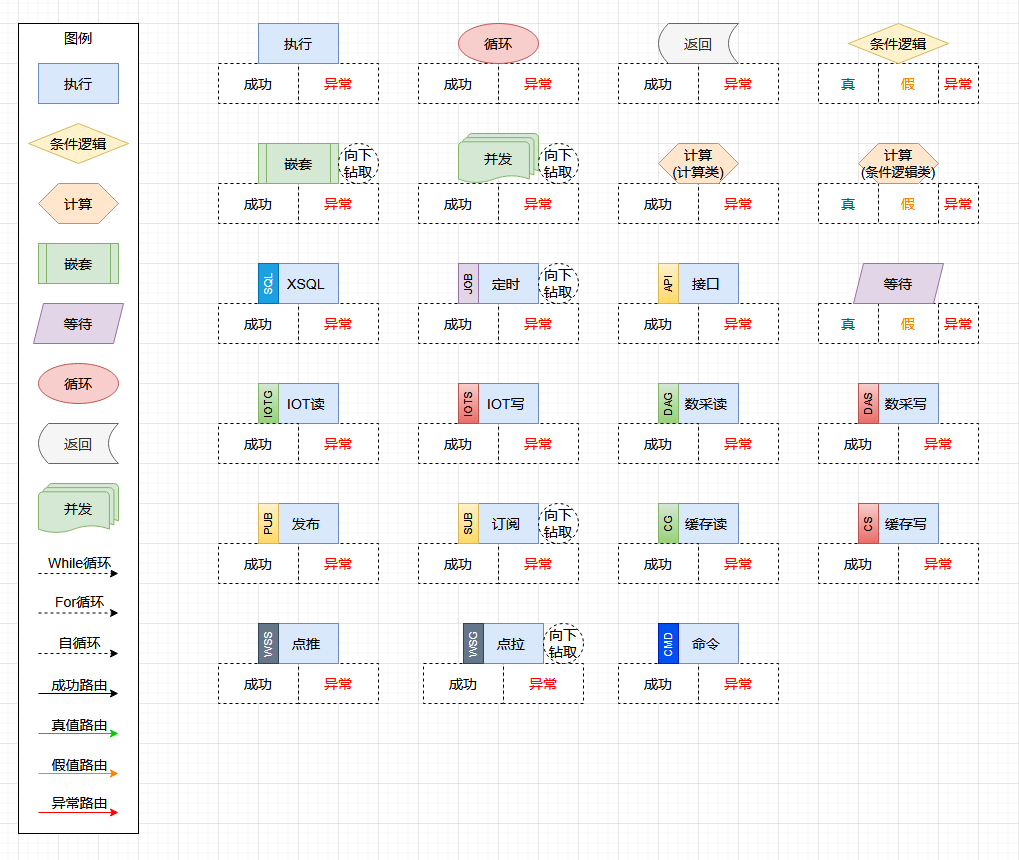 图例
执行
条件逻辑
计算
嵌套
等待
循环
返回
并发
While循环
For循环
自循环
成功路由
真值路由
假值路由
异常路由
执行
成功
异常
循环
成功
异常
返回
成功
异常
条件逻辑
真
假
异常
嵌套
向下
钻取
成功
异常
并发
向下
钻取
成功
异常
计算
(计算类)
成功
异常
计算
(条件逻辑类)
真
假
异常
SQL
XSQL
成功
异常
JOB
定时
向下
钻取
成功
异常
API
接口
成功
异常
等待
真
假
异常
IOTG
IOT读
成功
异常
IOTS
IOT写
成功
异常
DAG
数采读
成功
异常
DAS
数采写
成功
异常
PUB
发布
成功
异常
SUB
订阅
向下
钻取
成功
异常
CG
缓存读
成功
异常
CS
缓存写
成功
异常
WSS
点推
成功
异常
WSG
点拉
向下
钻取
成功
异常
CMD
命令
成功
异常